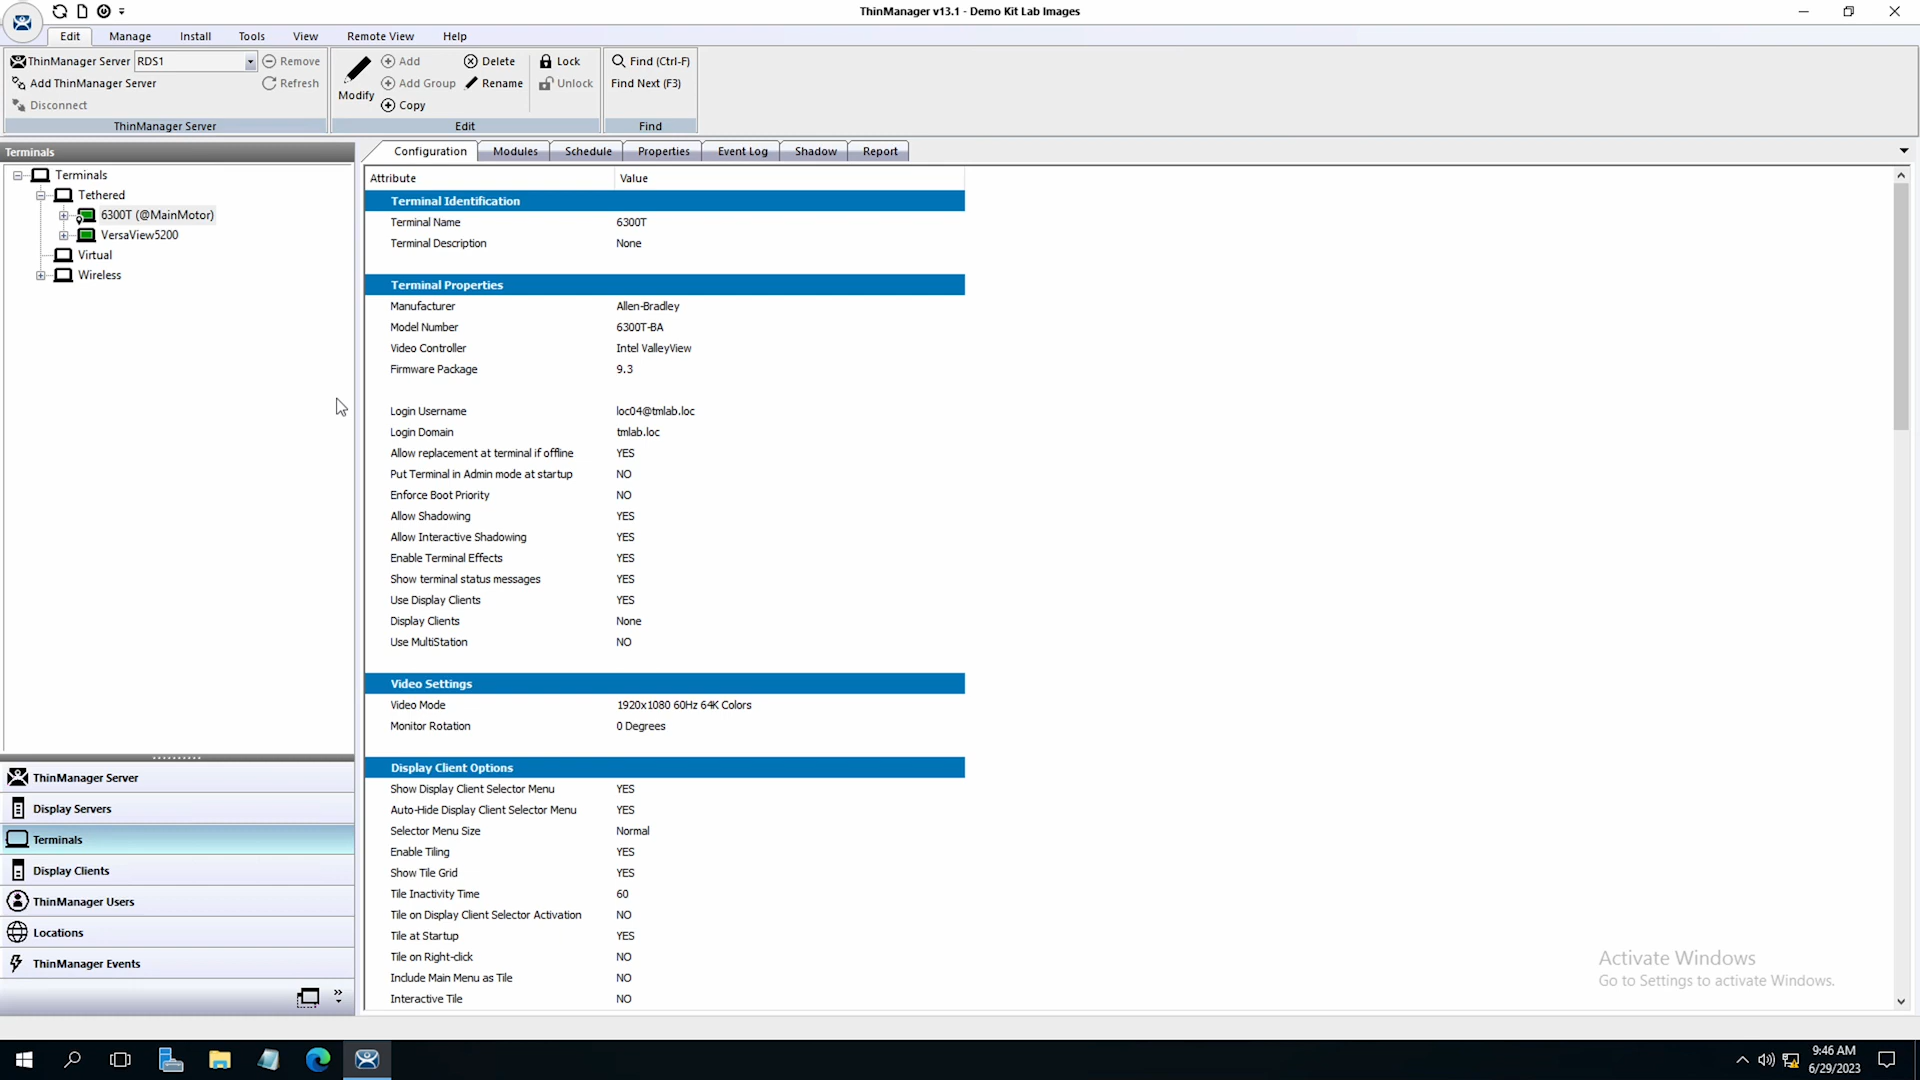 ThinManager v13.1 - Demo Kit Lab Images
Edit Manage Install Tools View Remote View Help
ThinManager Server RDS1 Remove
Add ThinManager Server Refresh
Disconnect
ThinManager Server
Modify
Add Delete Lock
Add Group Rename Unlock
Copy
Edit
Find (Ctrl-F)
Find Next (F3)
Find
Terminals
Terminals
Tethered
6300T (@MainMotor)
VersaView5200
Virtual
Wireless
ThinManager Server
Display Servers
Terminals
Display Clients
ThinManager Users
Locations
ThinManager Events
Configuration Modules Schedule Properties Event Log Shadow Report
Attribute Value
Terminal Identification
Terminal Name 6300T
Terminal Description None
Terminal Properties
Manufacturer Allen-Bradley
Model Number 6300T-BA
Video Controller Intel ValleyView
Firmware Package 9.3
Login Username loc04@tmlab.loc
Login Domain tmlab.loc
Allow replacement at terminal if offline YES
Put Terminal in Admin mode at startup NO
Enforce Boot Priority NO
Allow Shadowing YES
Allow Interactive Shadowing YES
Enable Terminal Effects YES
Show terminal status messages YES
Use Display Clients YES
Display Clients None
Use MultiStation NO
Video Settings
Video Mode 1920x1080 60Hz 64K Colors
Monitor Rotation 0 Degrees
Display Client Options
Show Display Client Selector Menu YES
Auto-Hide Display Client Selector Menu YES
Selector Menu Size Normal
Enable Tiling YES
Show Tile Grid YES
Tile Inactivity Time 60
Tile on Display Client Selector Activation NO
Tile at Startup YES
Tile on Right-click NO
Include Main Menu as Tile NO
Interactive Tile NO
Activate Windows
Go to Settings to activate Windows.
9:46 AM
6/29/2023